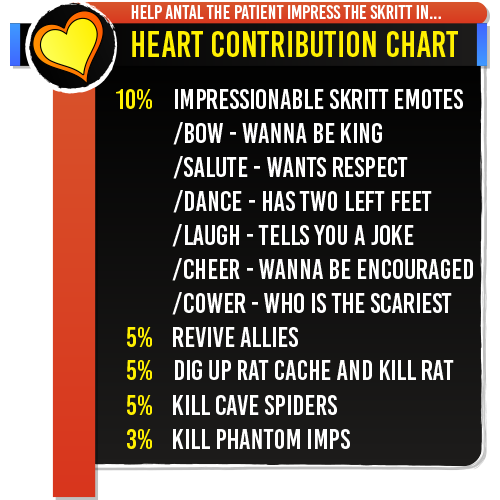 HELP ANTAL THE PATIENT IMPRESS THE SKRITT IN...
HEART CONTRIBUTION CHART
10% IMPRESSIONABLE SKRITT EMOTES
/BOW - WANNA BE KING
/SALUTE - WANTS RESPECT
/DANCE - HAS TWO LEFT FEET
/LAUGH - TELLS YOU A JOKE
/CHEER - WANNA BE ENCOURAGED
/COWER - WHO IS THE SCARIEST
5% REVIVE ALLIES
5% DIG UP RAT CACHE AND KILL RAT
5% KILL CAVE SPIDERS
3% KILL PHANTOM IMPS